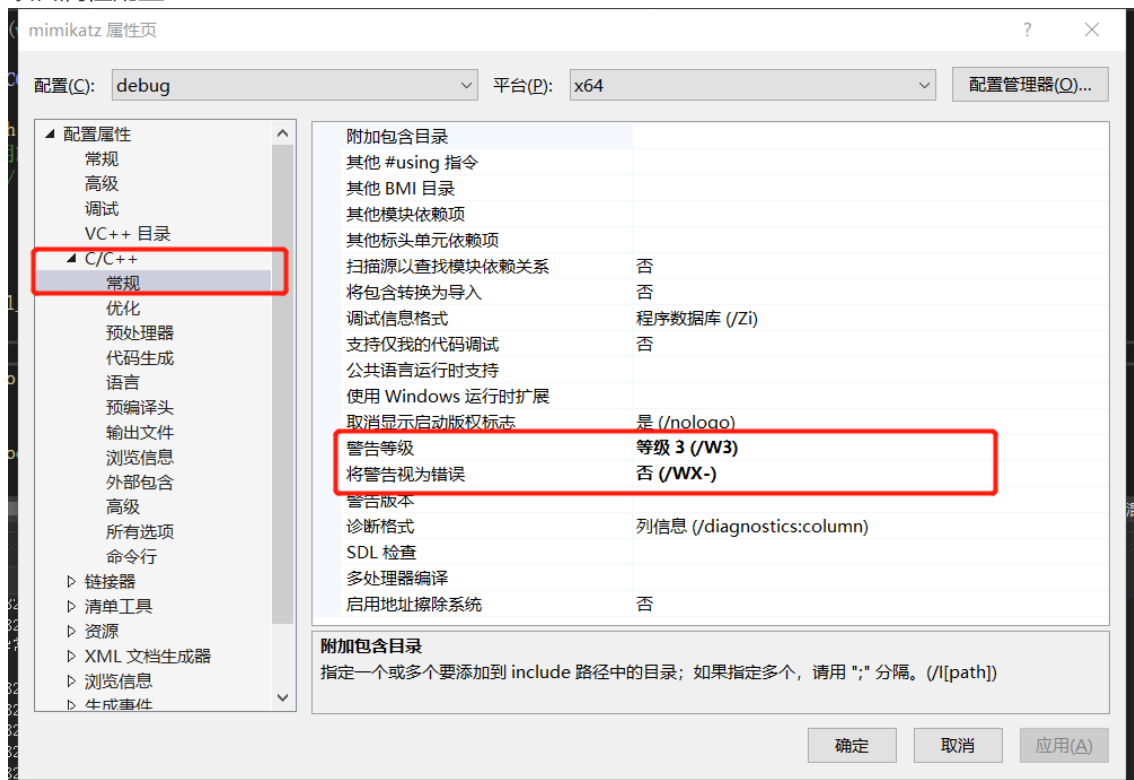 mimikatz 属性页
配置(C): debug 平台(P): x64 配置管理器(O)...
配置属性
常规
高级
调试
VC++ 目录
C/C++
常规
优化
预处理器
代码生成
语言
预编译头
输出文件
浏览信息
外部包含
高级
所有选项
命令行
链接器
清单工具
资源
XML 文档生成器
浏览信息
生成事件
附加包含目录
其他 #using 指令
其他 BMI 目录
其他模块依赖项
其他标头单元依赖项
扫描源以查找模块依赖关系 否
将包含转换为导入 否
调试信息格式 程序数据库 (/Zi)
支持仅我的代码调试 否
公共语言运行时支持
使用 Windows 运行时扩展
取消显示启动版权标志 是 (/nologo)
警告等级 等级 3 (/W3)
将警告视为错误 否 (/WX-)
警告版本
诊断格式 列信息 (/diagnostics:column)
SDL 检查
多处理器编译
启用地址擦除系统 否
附加包含目录
指定一个或多个要添加到 include 路径中的目录；如果指定多个，请用 ";" 分隔。(/I[path])
确定 取消 应用(A)